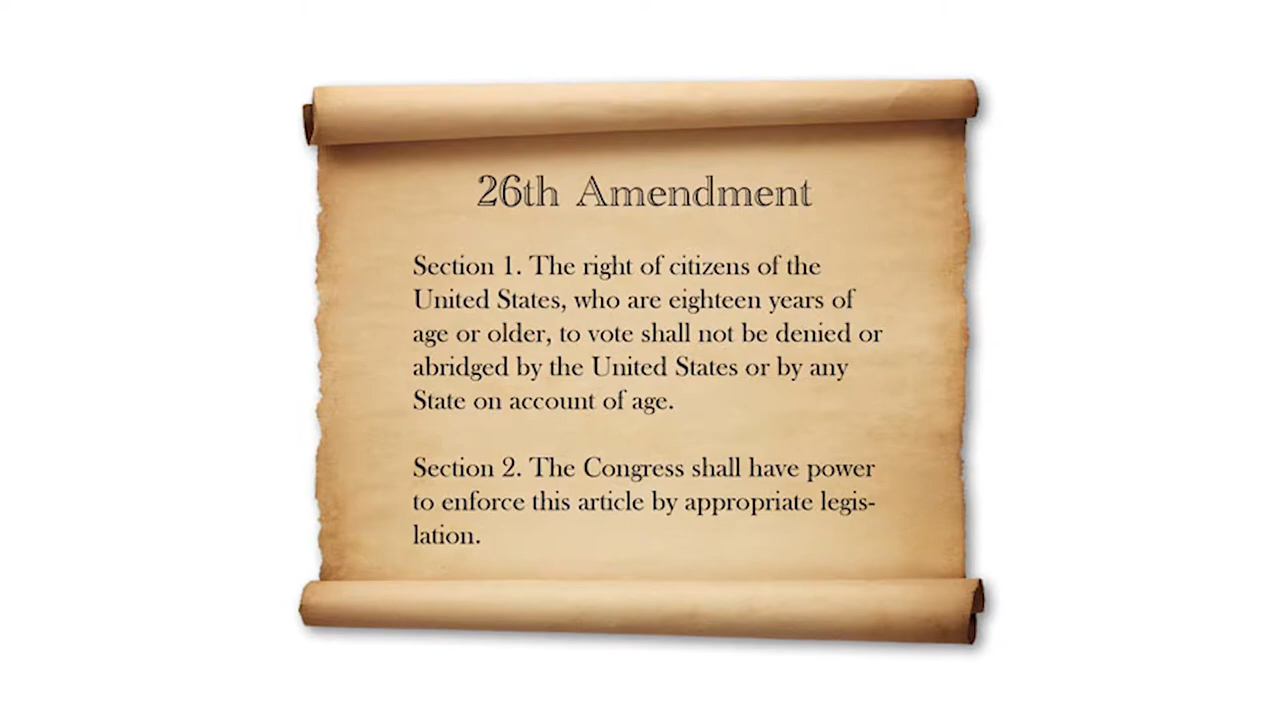 26th Amendment
Section 1. The right of citizens of the
United States, who are eighteen years of
age or older, to vote shall not be denied or
abridged by the United States or by any
State on account of age.
Section 2. The Congress shall have power
to enforce this article by appropriate legis-
lation.